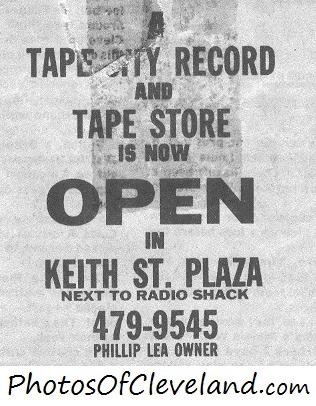 A
TAPE CITY RECORD
AND
TAPE STORE
IS NOW
OPEN
IN
KEITH ST. PLAZA
NEXT TO RADIO SHACK
479-9545
PHILLIP LEA OWNER
PhotosOfCleveland.com